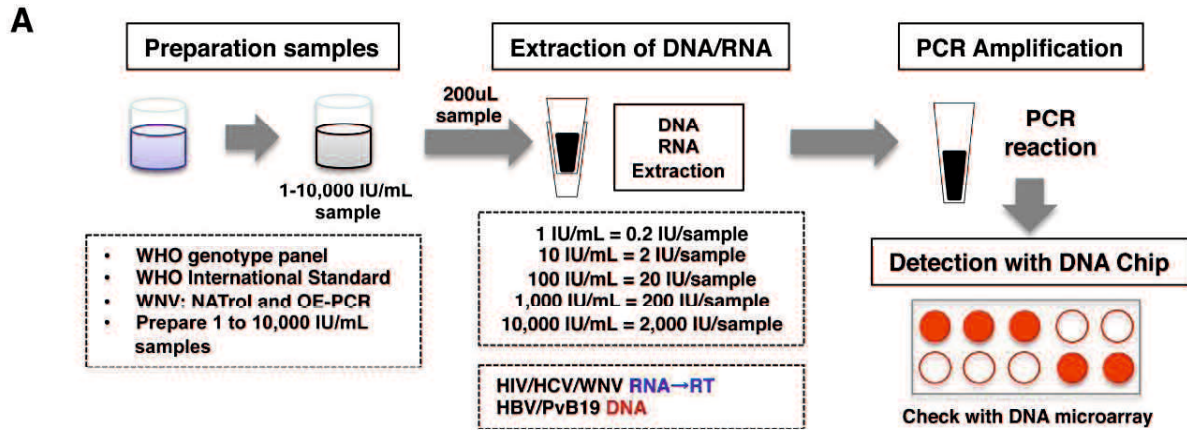 A
Preparation samples
1-10,000 IU/mL
sample
• WHO genotype panel
• WHO International Standard
• WNV: NATrol and OE-PCR
• Prepare 1 to 10,000 IU/mL
samples
Extraction of DNA/RNA
200uL
sample
DNA
RNA
Extraction
1 IU/mL = 0.2 IU/sample
10 IU/mL = 2 IU/sample
100 IU/mL = 20 IU/sample
1,000 IU/mL = 200 IU/sample
10,000 IU/mL = 2,000 IU/sample
HIV/HCV/WNV RNA→RT
HBV/PvB19 DNA
PCR Amplification
PCR
reaction
Detection with DNA Chip
Check with DNA microarray